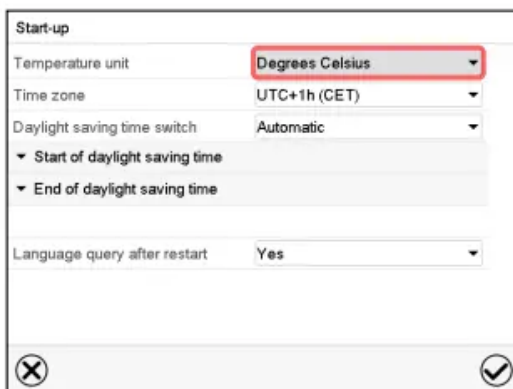 Start-up
Temperature unit Degrees Celsius
Time zone UTC+1h (CET)
Daylight saving time switch Automatic
Start of daylight saving time
End of daylight saving time
Language query after restart Yes